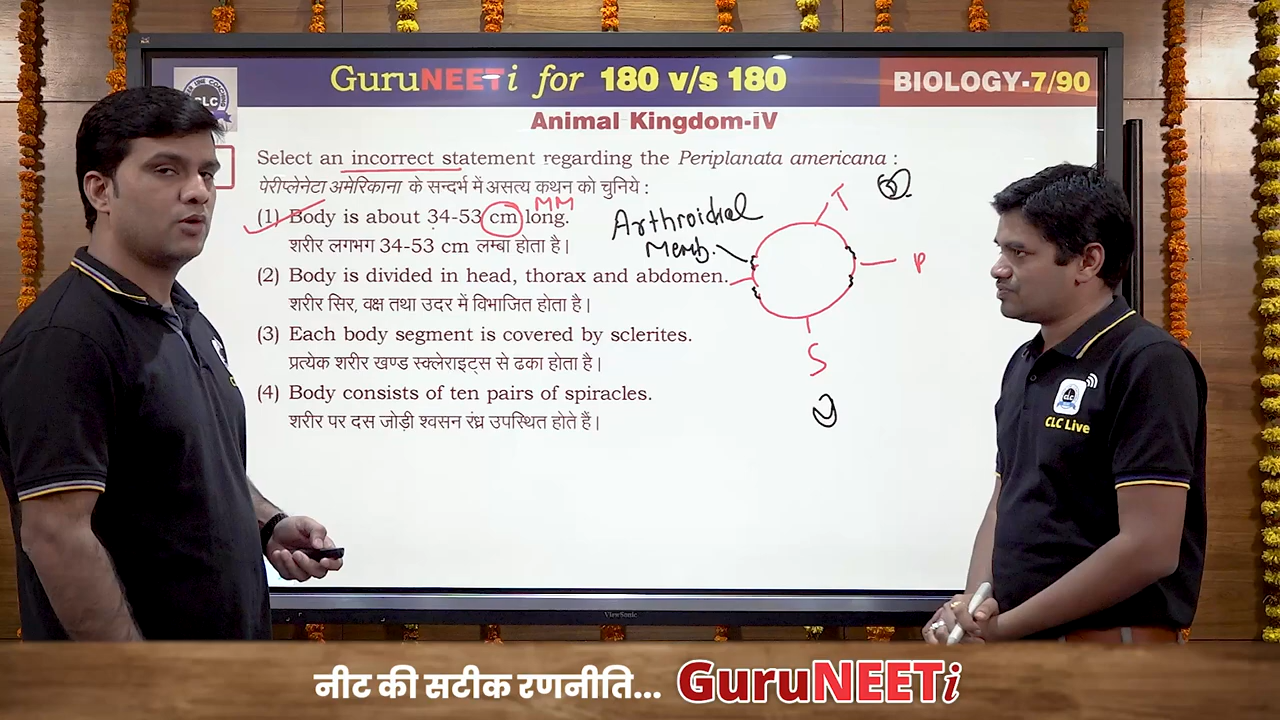 GuruNEETi for 180 v/s 180
BIOLOGY-7/90
CLC
Animal Kingdom-iV
Select an incorrect statement regarding the Periplanata americana :
पेरीप्लेनेटा अमेरिकाना के सन्दर्भ में असत्य कथन को चुनिये :
MM
(1) Body is about 34-53 cm long.
शरीर लगभग 34-53 cm लम्बा होता है।
(2) Body is divided in head, thorax and abdomen.
शरीर सिर, वक्ष तथा उदर में विभाजित होता है।
(3) Each body segment is covered by sclerites.
प्रत्येक शरीर खण्ड स्क्लेराइट्स से ढका होता है।
(4) Body consists of ten pairs of spiracles.
शरीर पर दस जोड़ी श्वसन रंध्र उपस्थित होते हैं।
Arthroidial
Memb.
T
P
S
CLC Live
ViewSonic
नीट की सटीक रणनीति... GuruNEETi